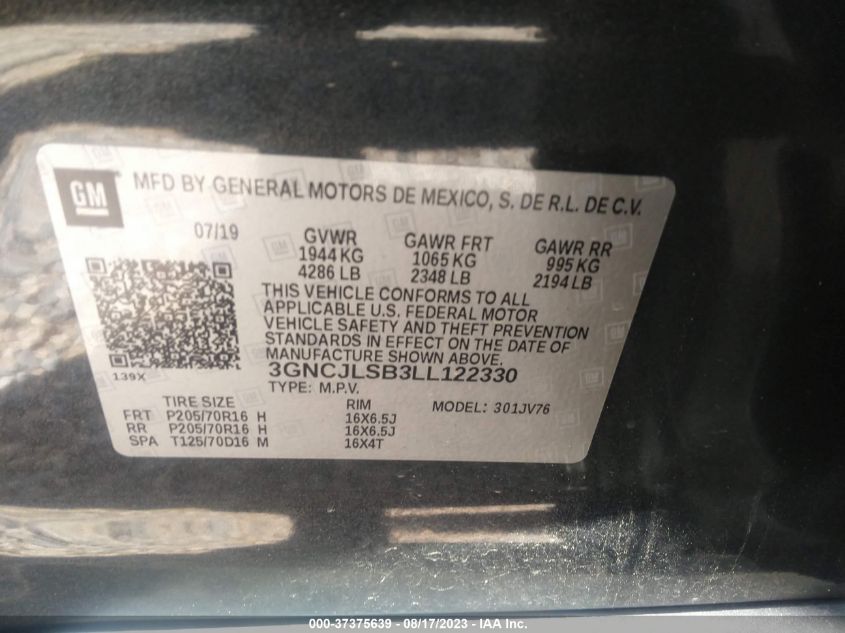 GM
MFD BY GENERAL MOTORS DE MEXICO, S. DE R.L. DE C.V.
07/19 GVWR GAWR FRT GAWR RR
1944 KG 1065 KG 995 KG
4286 LB 2348 LB 2194 LB
THIS VEHICLE CONFORMS TO ALL
APPLICABLE U.S. FEDERAL MOTOR
VEHICLE SAFETY AND THEFT PREVENTION
STANDARDS IN EFFECT ON THE DATE OF
MANUFACTURE SHOWN ABOVE.
139X
3GNCJLSB3LL122330
TYPE: M.P.V.
TIRE SIZE RIM MODEL: 301JV76
FRT P205/70R16 H 16X6.5J
RR P205/70R16 H 16X6.5J
SPA T125/70D16 M 16X4T
000-37375639 - 08/17/2023 - IAA Inc.